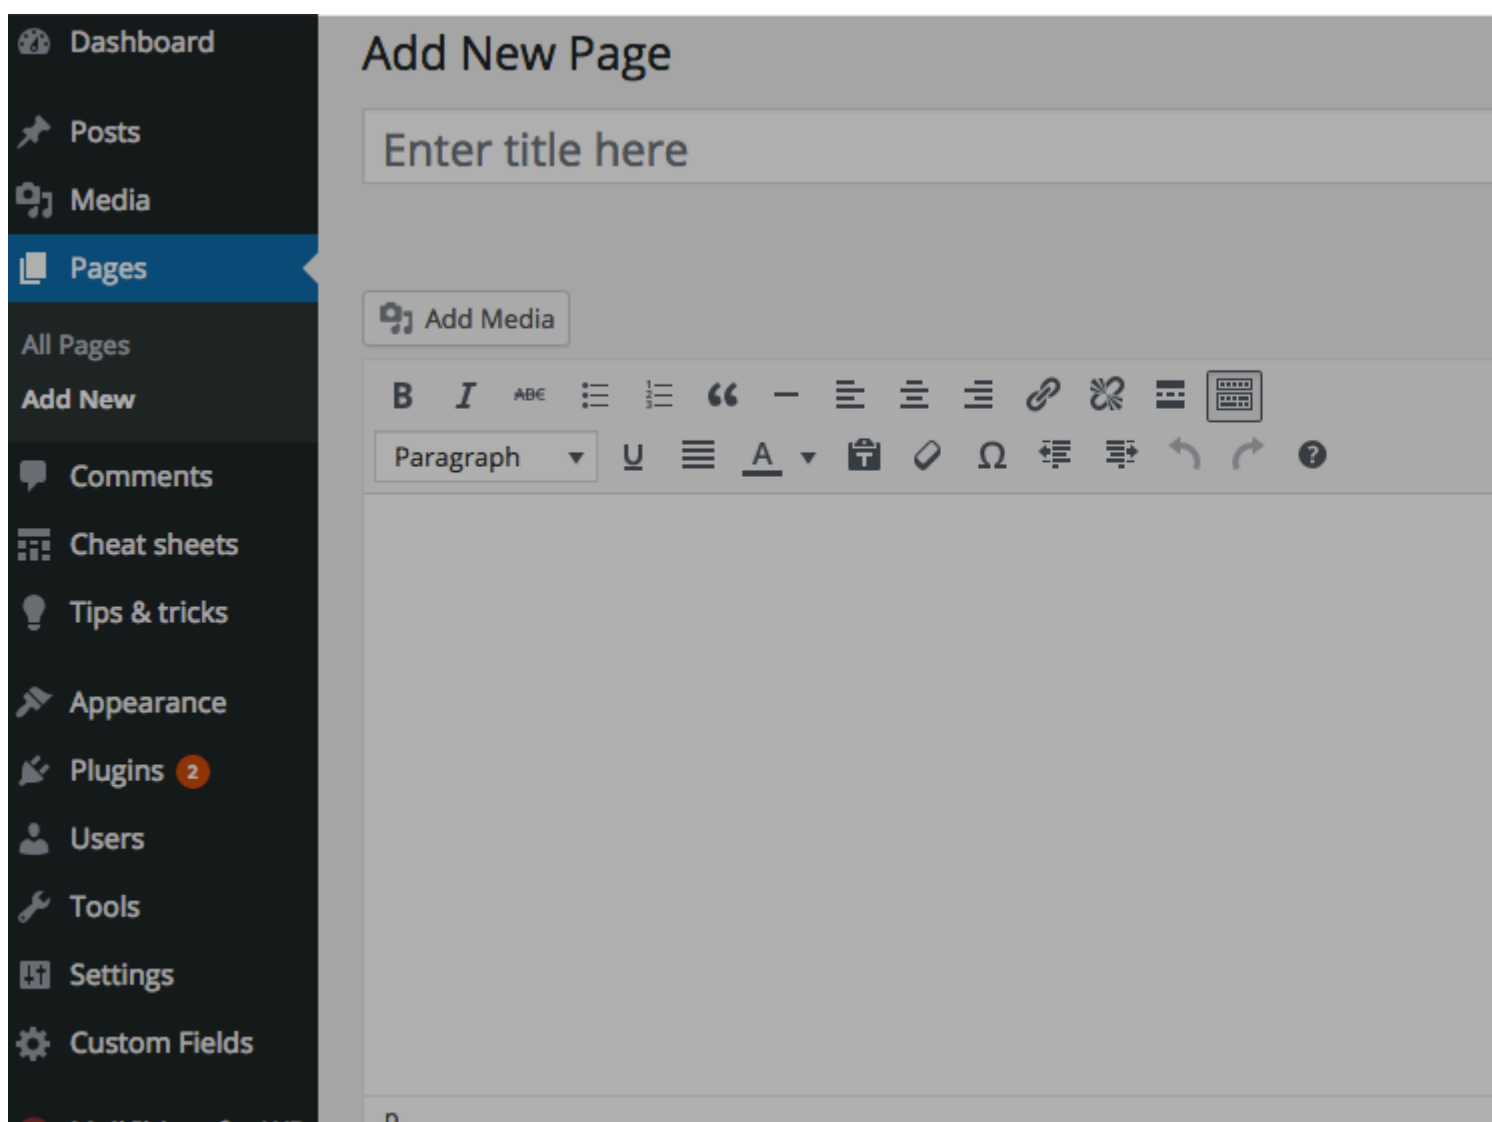 Dashboard
Posts
Media
Pages
All Pages
Add New
Comments
Cheat sheets
Tips & tricks
Appearance
Plugins 2
Users
Tools
Settings
Custom Fields
Add New Page
Enter title here
Add Media
B I ABC
Paragraph U A T Ω ?